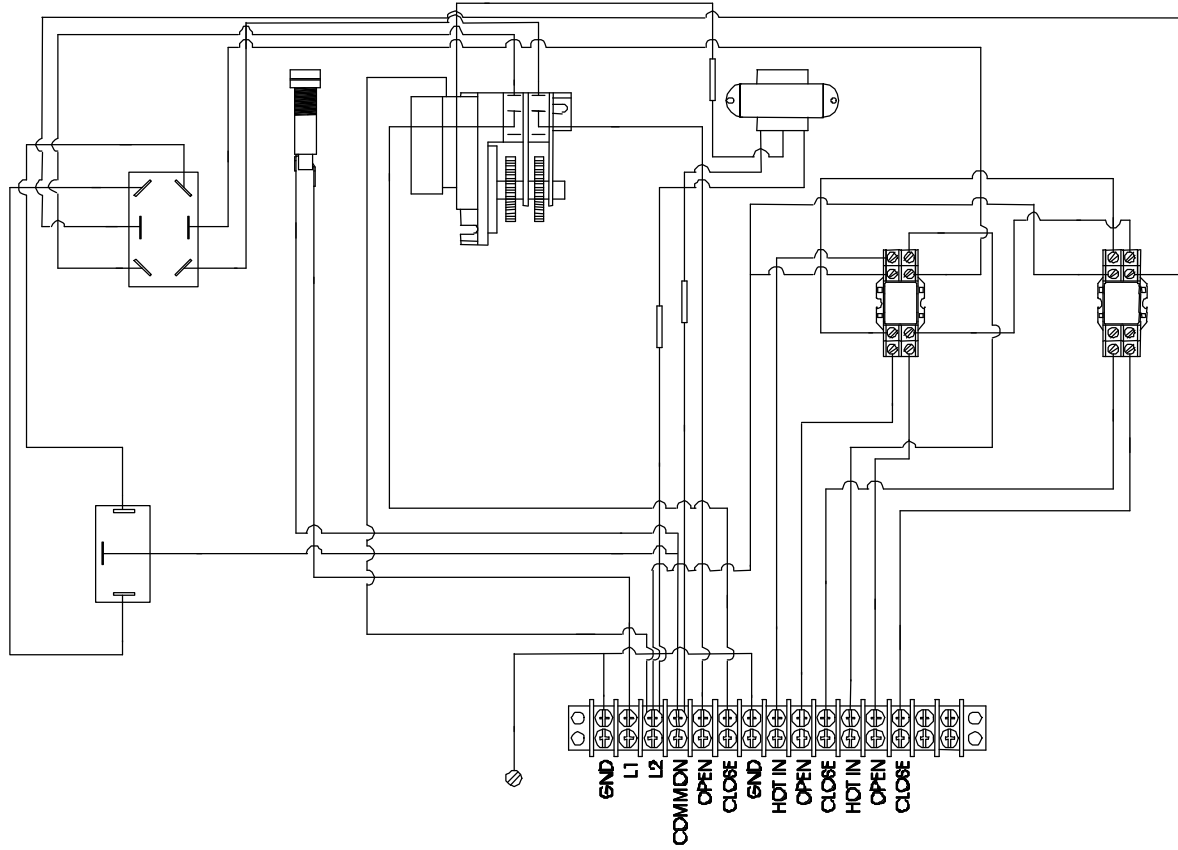 GND
L1
L2
COMMON
OPEN
CLOSE
GND
HOT IN
OPEN
CLOSE
HOT IN
OPEN
CLOSE